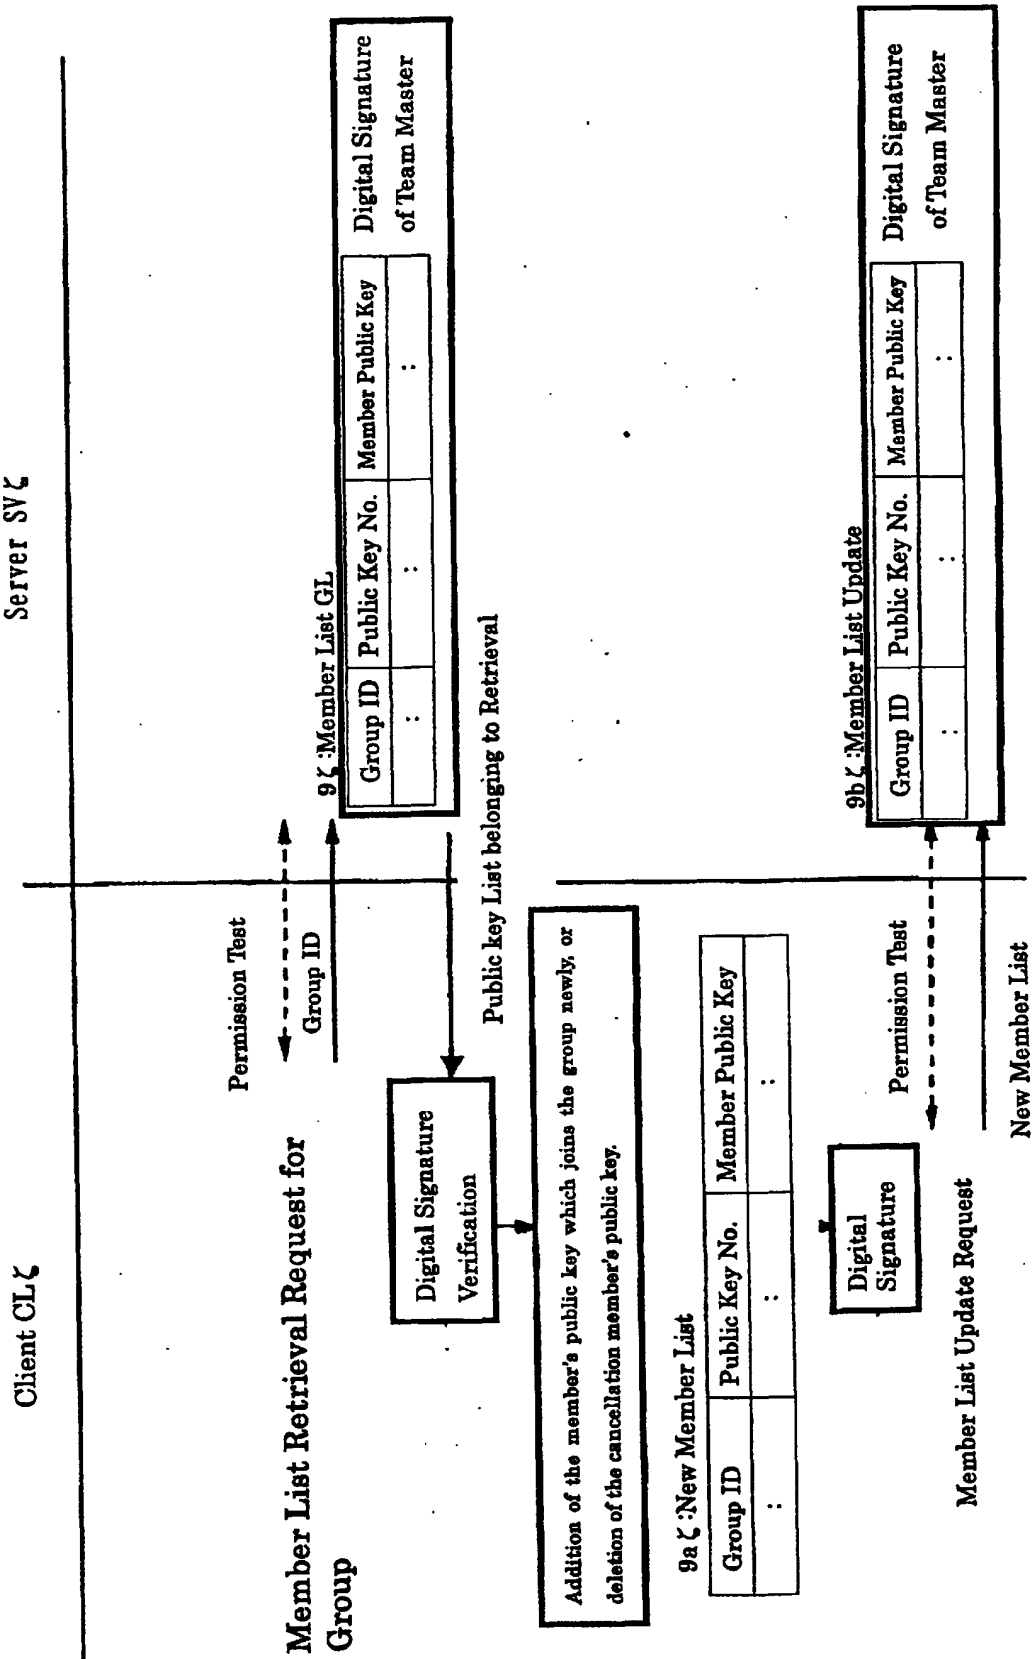 Client CLζ
Server SVζ
Member List Retrieval Request for
Group
Permission Test
Group ID
9ζ :Member List GL
Group ID Public Key No. Member Public Key
: : :
Digital Signature
of Team Master
Public key List belonging to Retrieval
Digital Signature
Verification
Addition of the member's public key which joins the group newly, or
deletion of the cancellation member's public key.
9aζ :New Member List
Group ID Public Key No. Member Public Key
: : :
Digital
Signature
Member List Update Request
Permission Test
New Member List
9bζ :Member List Update
Group ID Public Key No. Member Public Key
: : :
Digital Signature
of Team Master